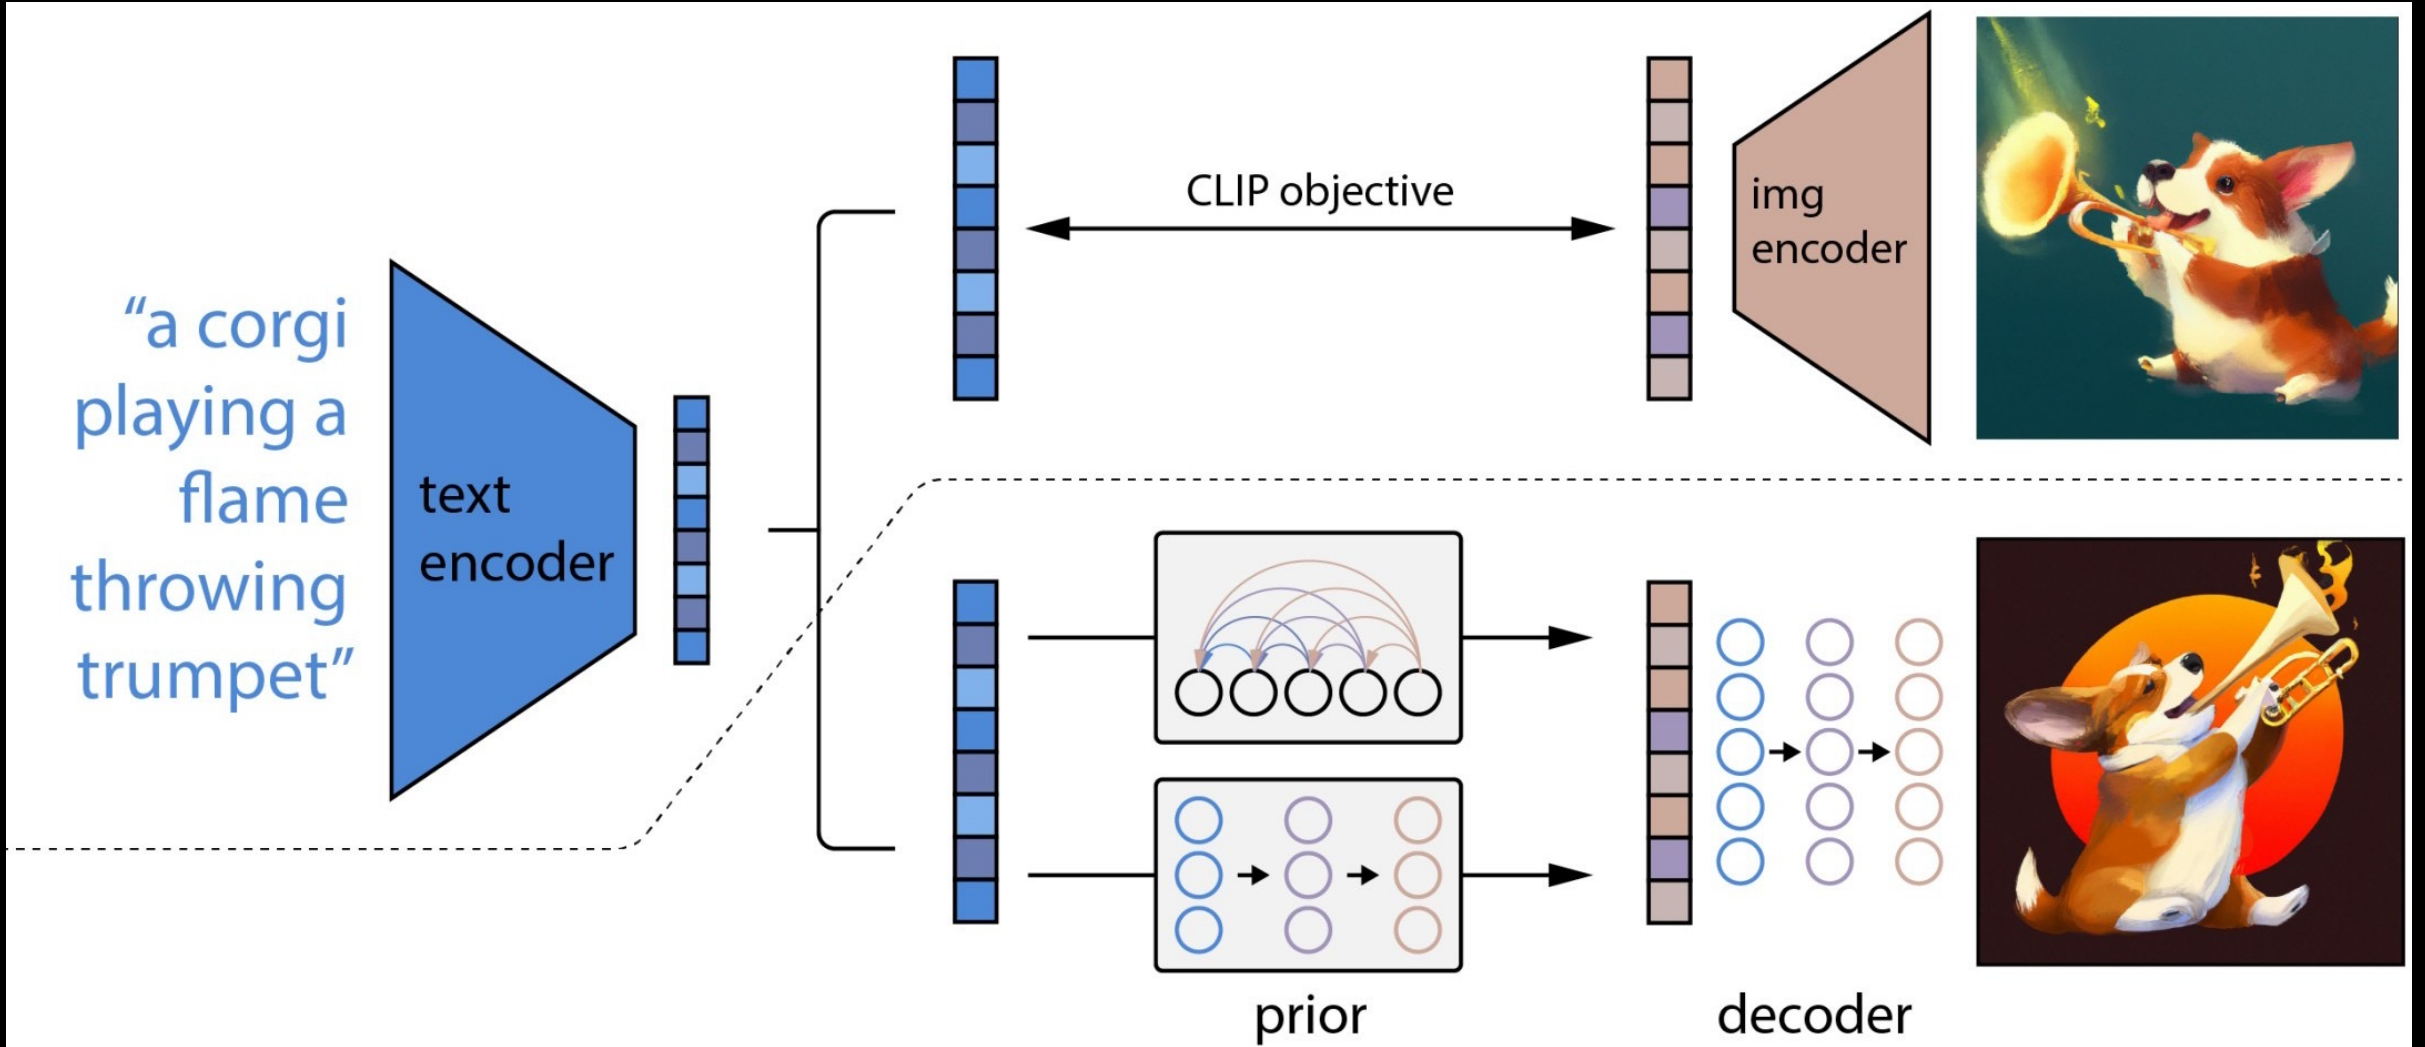 “a corgi
playing a
flame
throwing
trumpet”
text
encoder
CLIP objective
img
encoder
prior
decoder